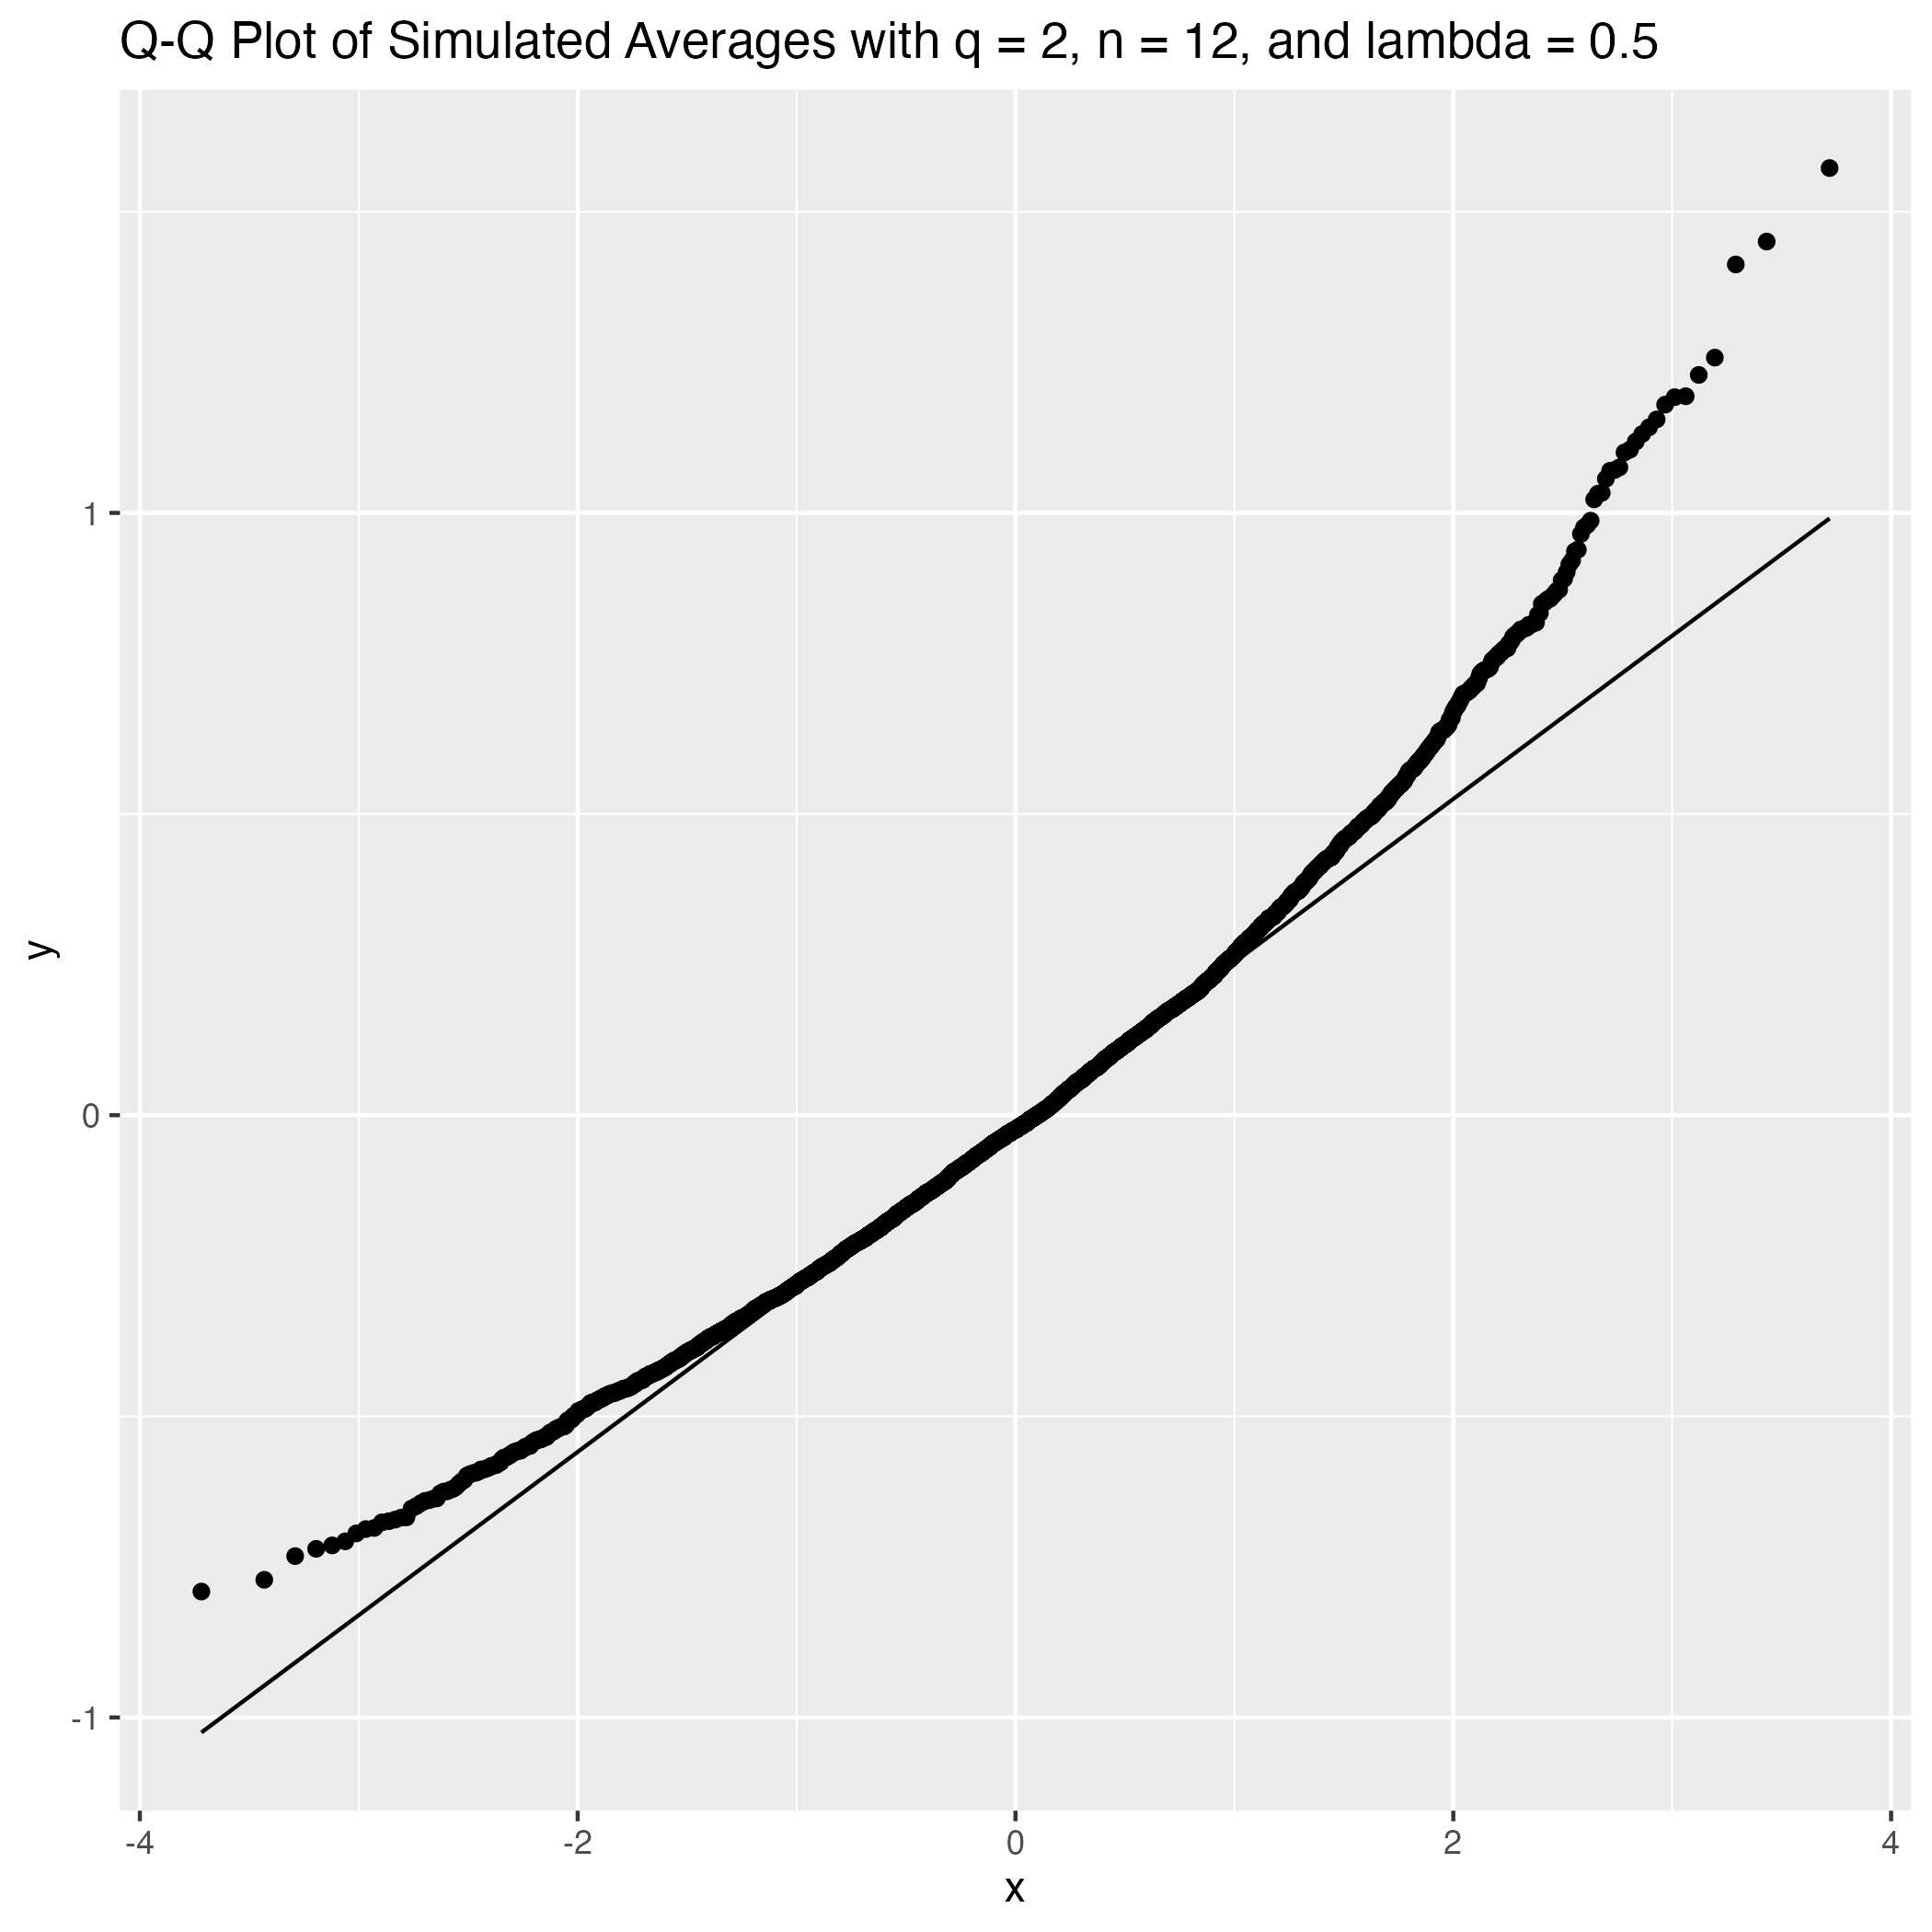 Q-Q Plot of Simulated Averages with q = 2, n = 12, and lambda = 0.5
1
0
-1
y
-4 -2 0 2 4
x